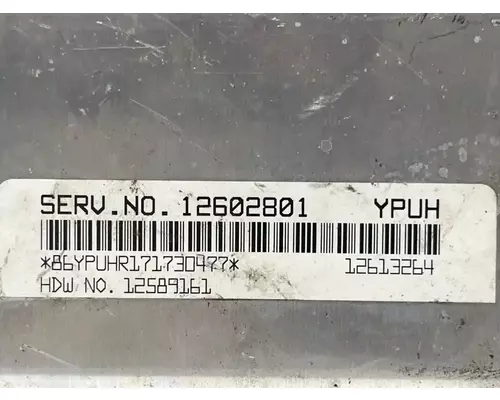 SERV.NO. 12602801 YPUH
*86YPUHR171730477* 12613264
HDW NO. 12589161